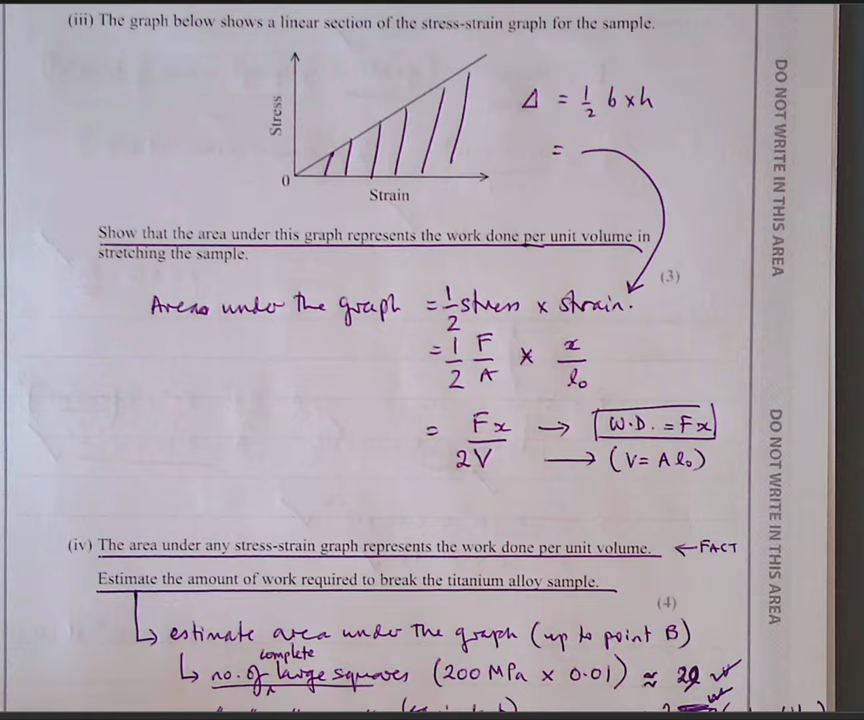 (iii) The graph below shows a linear section of the stress-strain graph for the sample.
Stress
0
Strain
Δ = 1/2 b x h
=
Show that the area under this graph represents the work done per unit volume in
stretching the sample.
(3)
Area under the graph = 1/2 stress x strain.
= 1/2 F/A x x/l₀
= Fx/2V → W.D. = Fx
→ (V = A l₀)
(iv) The area under any stress-strain graph represents the work done per unit volume. ← FACT
Estimate the amount of work required to break the titanium alloy sample.
(4)
↳ estimate area under the graph (up to point B)
complete
↳ no. of large squares (200 MPa x 0.01) ≈
DO NOT WRITE IN THIS AREA
DO NOT WRITE IN THIS AREA